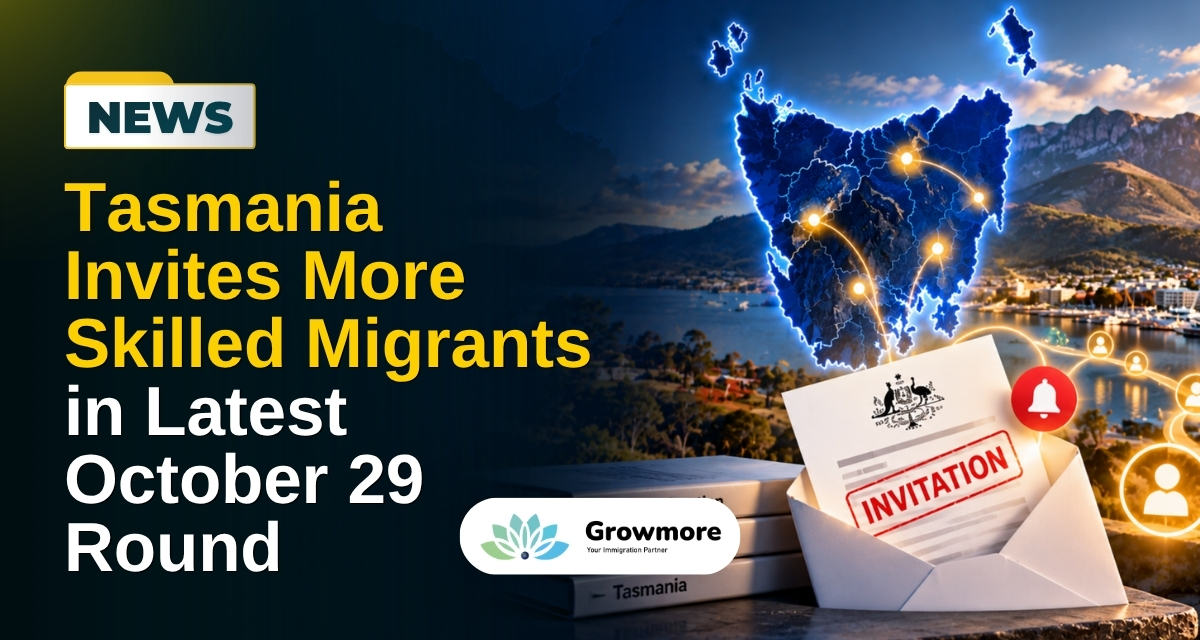 NEWS
Tasmania
Invites More
Skilled Migrants
in Latest
October 29
Round
INVITATION
Growmore
Your Immigration Partner
Tasmania